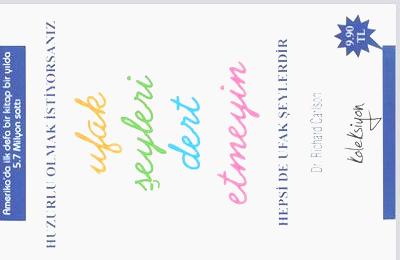 Amerika'da ilk defa bir kitap bir yılda
5.7 Milyon sattı
HUZURLU OLMAK İSTİYORSANIZ
ufak
şeyleri
dert
etmeyin
HEPSİ DE UFAK ŞEYLERDİR
Dr. Richard Carlson
koleksiyon
9.90
TL